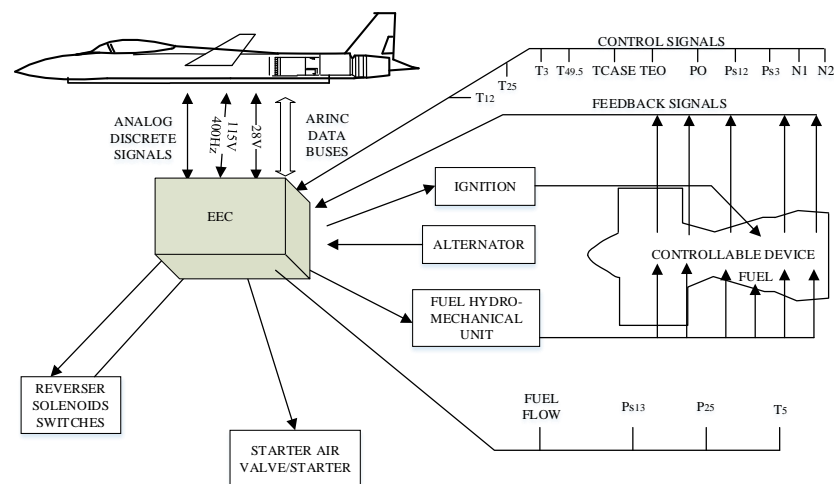 CONTROL SIGNALS
T3 T49.5 TCASE TEO PO Ps12 Ps3 N1 N2
T25
T12
FEEDBACK SIGNALS
ANALOG
DISCRETE
SIGNALS
115V
400Hz
28V
ARINC
DATA
BUSES
EEC
IGNITION
ALTERNATOR
CONTROLLABLE DEVICE
FUEL
FUEL HYDRO-
MECHANICAL
UNIT
REVERSER
SOLENOIDS
SWITCHES
STARTER AIR
VALVE/STARTER
FUEL
FLOW
Ps13
P25
T5